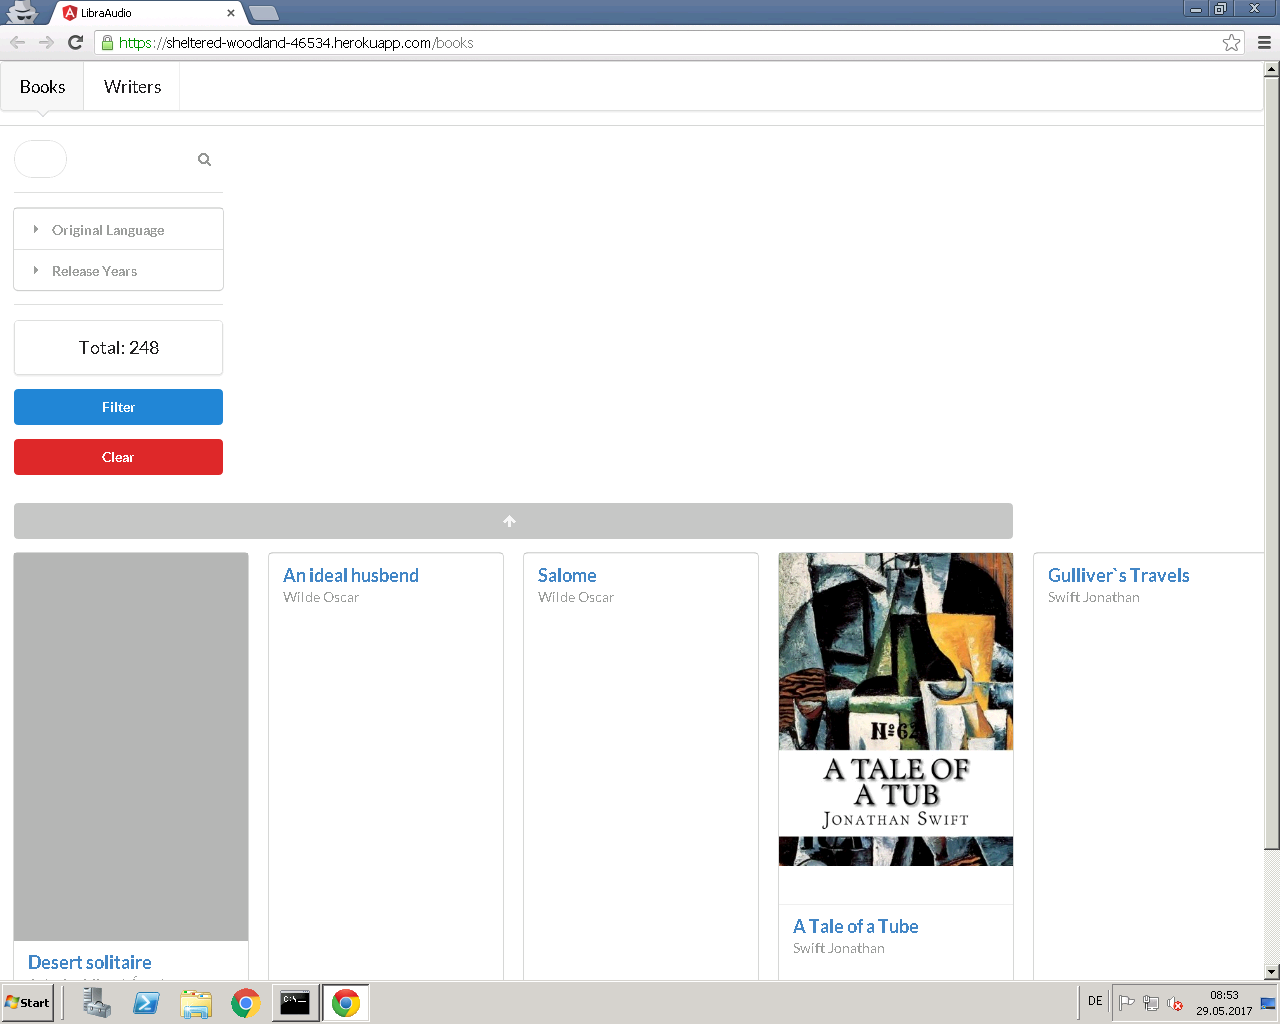 LibraAudio
https://sheltered-woodland-46534.herokuapp.com/books
Books
Writers
Original Language
Release Years
Total: 248
Filter
Clear
An ideal husbend
Wilde Oscar
Salome
Wilde Oscar
Nº62
A TALE OF
A TUB
JONATHAN SWIFT
A Tale of a Tube
Swift Jonathan
Gulliver`s Travels
Swift Jonathan
Desert solitaire
Start
C:\.
DE
08:53
29.05.2017